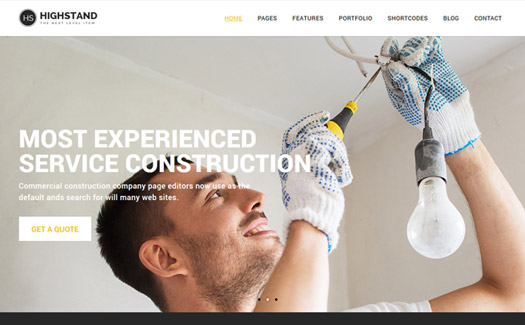 HS HIGHSTAND
THE NEXT LEVEL ITEM
HOME PAGES FEATURES PORTFOLIO SHORTCODES BLOG CONTACT
MOST EXPERIENCED
SERVICE CONSTRUCTION
Commercial construction company page editors now use as the
default ands search for will many web sites.
GET A QUOTE